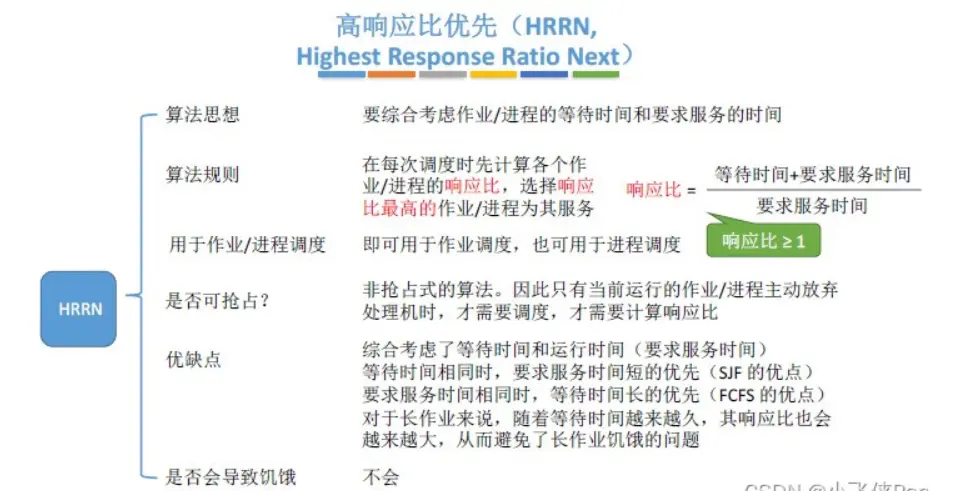 高响应比优先（HRRN,
Highest Response Ratio Next）
算法思想
要综合考虑作业/进程的等待时间和要求服务的时间
算法规则
在每次调度时先计算各个作
业/进程的响应比，选择响应
比最高的作业/进程为其服务
响应比 =
等待时间+要求服务时间
要求服务时间
响应比 ≥ 1
用于作业/进程调度
即可用于作业调度，也可用于进程调度
HRRN
是否可抢占？
非抢占式的算法。因此只有当前运行的作业/进程主动放弃
处理机时，才需要调度，才需要计算响应比
优缺点
综合考虑了等待时间和运行时间（要求服务时间）
等待时间相同时，要求服务时间短的优先（SJF 的优点）
要求服务时间相同时，等待时间长的优先（FCFS 的优点）
对于长作业来说，随着等待时间越来越久，其响应比也会
越来越大，从而避免了长作业饥饿的问题
是否会导致饥饿
不会
CSDN @小飞侠